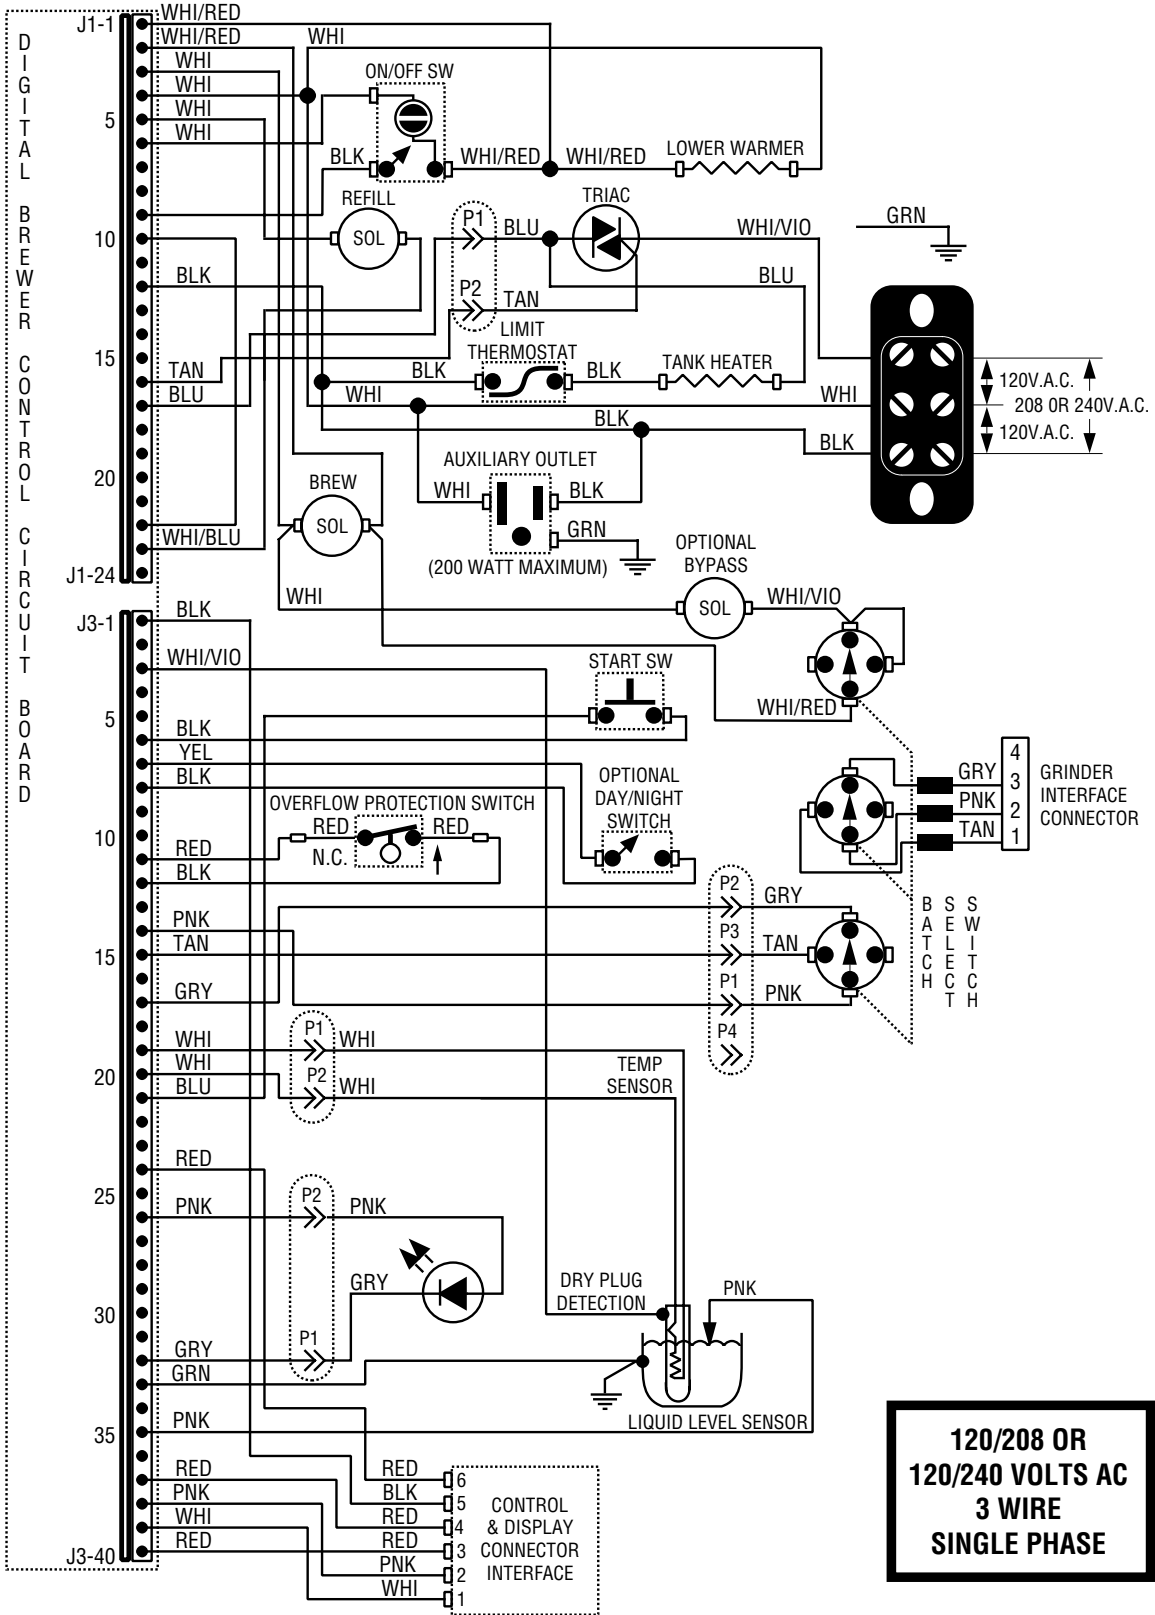 DIGITAL BREWER CONTROL CIRCUIT BOARD
J1-1
5
10
15
20
J1-24
WHI/RED
WHI/RED
WHI
WHI
WHI
WHI
WHI
ON/OFF SW
BLK
WHI/RED
WHI/RED
LOWER WARMER
REFILL
SOL
P1
BLU
TRIAC
WHI/VIO
GRN
BLK
P2
TAN
BLU
LIMIT
THERMOSTAT
TAN
BLK
BLK
TANK HEATER
BLU
WHI
WHI
BLK
BLK
120V.A.C.
208 OR 240V.A.C.
120V.A.C.
AUXILIARY OUTLET
WHI
BLK
GRN
(200 WATT MAXIMUM)
BREW
SOL
WHI/BLU
OPTIONAL
BYPASS
WHI
SOL
WHI/VIO
WHI/RED
J3-1
5
10
15
20
25
30
35
J3-40
BLK
WHI/VIO
START SW
BLK
YEL
BLK
OPTIONAL
DAY/NIGHT
SWITCH
OVERFLOW PROTECTION SWITCH
RED
RED
N.C.
RED
BLK
GRY
PNK
TAN
4
3
2
1
GRINDER
INTERFACE
CONNECTOR
PNK
TAN
GRY
P2
GRY
P3
TAN
P1
PNK
P4
BATCH
SELECT
SWITCH
WHI
P1
WHI
WHI
P2
WHI
BLU
TEMP
SENSOR
RED
PNK
P2
PNK
GRY
P1
GRY
GRN
DRY PLUG
DETECTION
PNK
LIQUID LEVEL SENSOR
PNK
RED
PNK
WHI
RED
RED
BLK
RED
RED
PNK
WHI
6
5
4
3
2
1
CONTROL
& DISPLAY
CONNECTOR
INTERFACE
120/208 OR
120/240 VOLTS AC
3 WIRE
SINGLE PHASE